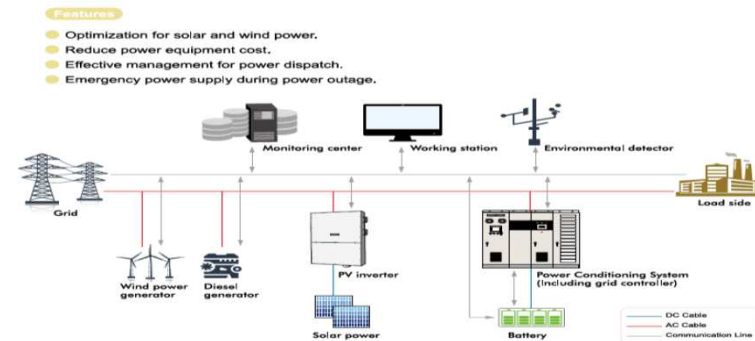 Features
Optimization for solar and wind power.
Reduce power equipment cost.
Effective management for power dispatch.
Emergency power supply during power outage.
Monitoring center
Working station
Environmental detector
Grid
Load side
Wind power
generator
Diesel
generator
PV inverter
Power Conditioning System
(Including grid controller)
Solar power
Battery
DC Cable
AC Cable
Communication Line